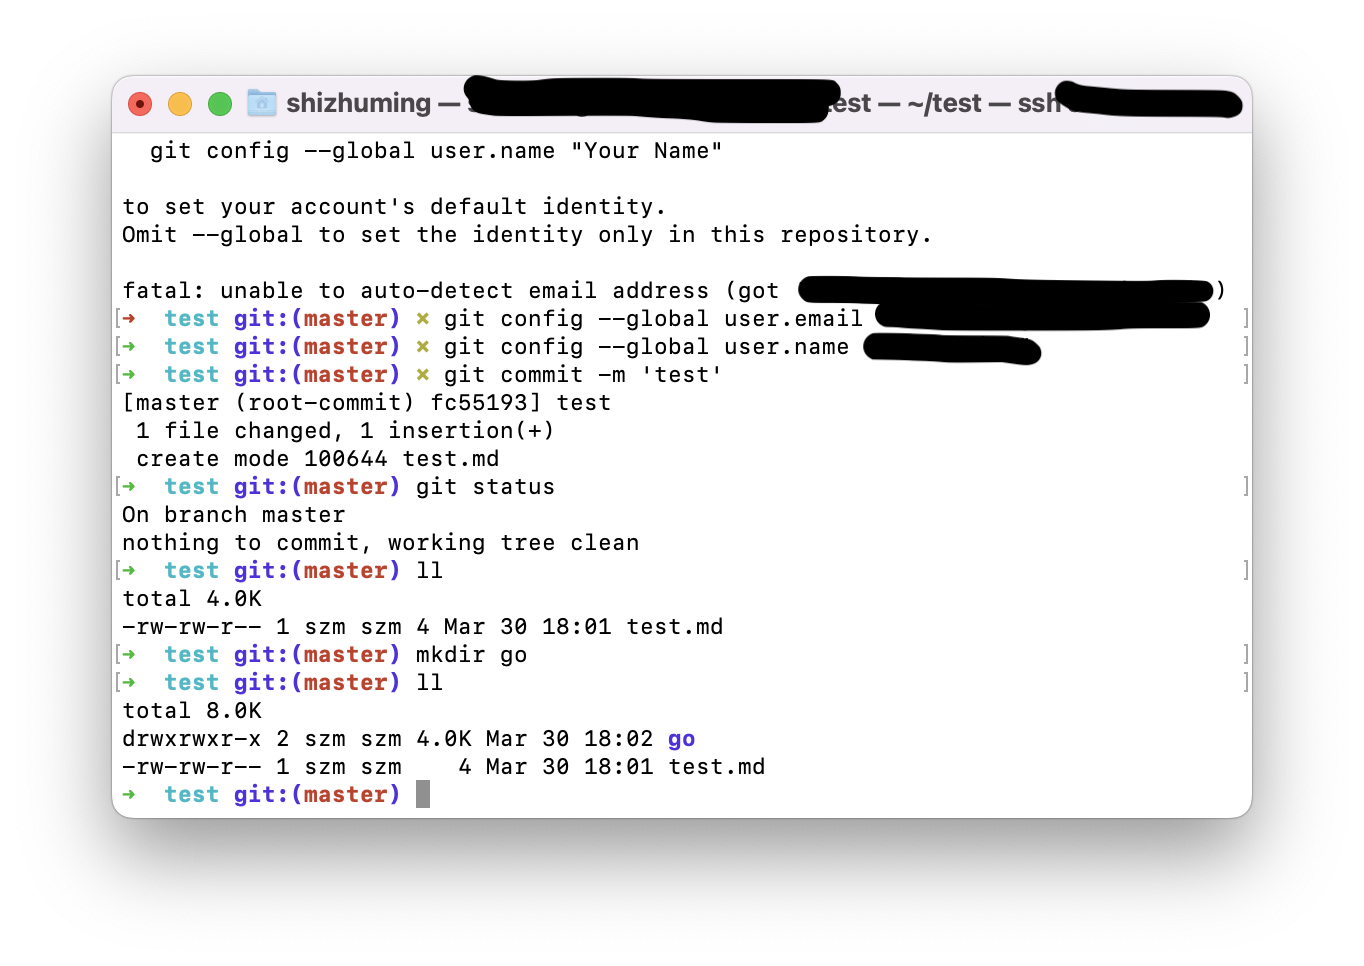 shizhuming — test — ~/test — ssh
git config --global user.name "Your Name"
to set your account's default identity.
Omit --global to set the identity only in this repository.
fatal: unable to auto-detect email address (got )
[➜ test git:(master) × git config --global user.email ]
[➜ test git:(master) × git config --global user.name ]
[➜ test git:(master) × git commit -m 'test' ]
[master (root-commit) fc55193] test
1 file changed, 1 insertion(+)
create mode 100644 test.md
[➜ test git:(master) git status ]
On branch master
nothing to commit, working tree clean
[➜ test git:(master) ll ]
total 4.0K
-rw-rw-r-- 1 szm szm 4 Mar 30 18:01 test.md
[➜ test git:(master) mkdir go ]
[➜ test git:(master) ll ]
total 8.0K
drwxrwxr-x 2 szm szm 4.0K Mar 30 18:02 go
-rw-rw-r-- 1 szm szm 4 Mar 30 18:01 test.md
➜ test git:(master)